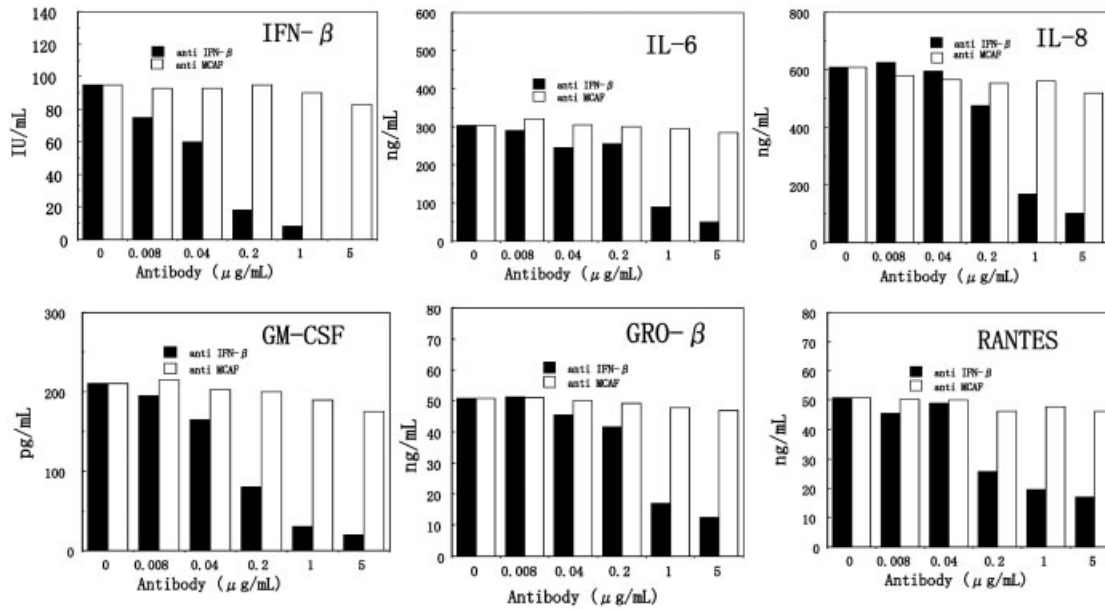 IFN-β
anti IFN-β
anti MCAF
IU/mL
140
120
100
80
60
40
20
0
0 0.008 0.04 0.2 1 5
Antibody (μg/mL)
IL-6
anti IFN-β
anti MCAF
ng/mL
600
500
400
300
200
100
0
0 0.008 0.04 0.2 1 5
Antibody (μg/mL)
IL-8
anti IFN-β
anti MCAF
ng/mL
800
600
400
200
0
0 0.008 0.04 0.2 1 5
Antibody (μg/mL)
GM-CSF
anti IFN-β
anti MCAF
pg/mL
300
200
100
0
0 0.008 0.04 0.2 1 5
Antibody (μg/mL)
GRO-β
anti IFN-β
anti MCAF
ng/mL
80
70
60
50
40
30
20
10
0
0 0.008 0.04 0.2 1 5
Antibody (μg/mL)
RANTES
anti IFN-β
anti MCAF
ng/mL
80
70
60
50
40
30
20
10
0
0 0.008 0.04 0.2 1 5
Antibody (μg/mL)